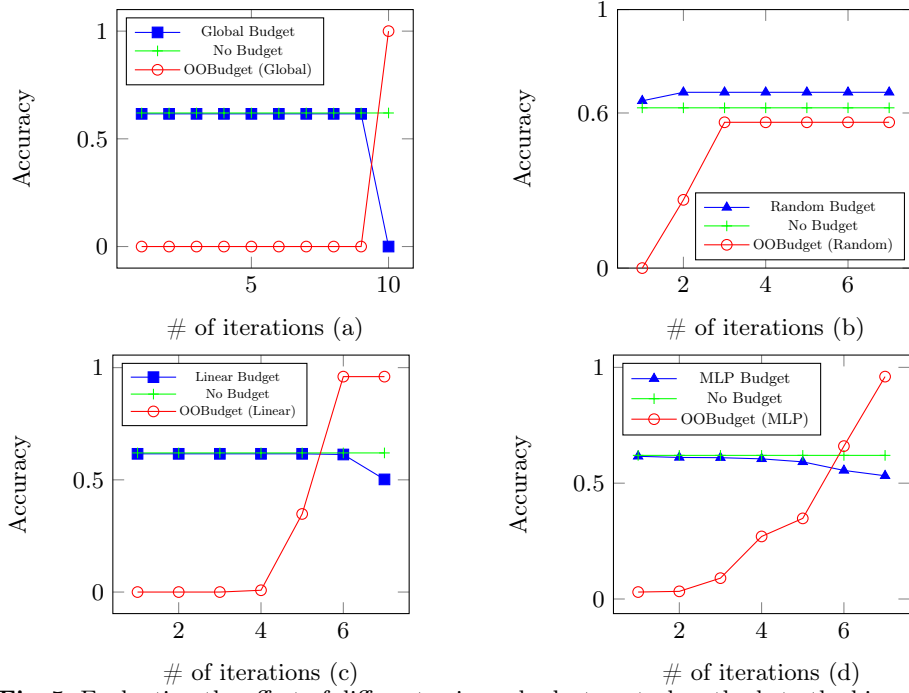 1
0.5
0
Accuracy
Global Budget
No Budget
OOBudget (Global)
5
10
# of iterations (a)
1
0.6
0
Accuracy
Random Budget
No Budget
OOBudget (Random)
2
4
6
# of iterations (b)
1
0.5
0
Accuracy
Linear Budget
No Budget
OOBudget (Linear)
2
4
6
# of iterations (c)
1
0.5
0
Accuracy
MLP Budget
No Budget
OOBudget (MLP)
2
4
6
# of iterations (d)